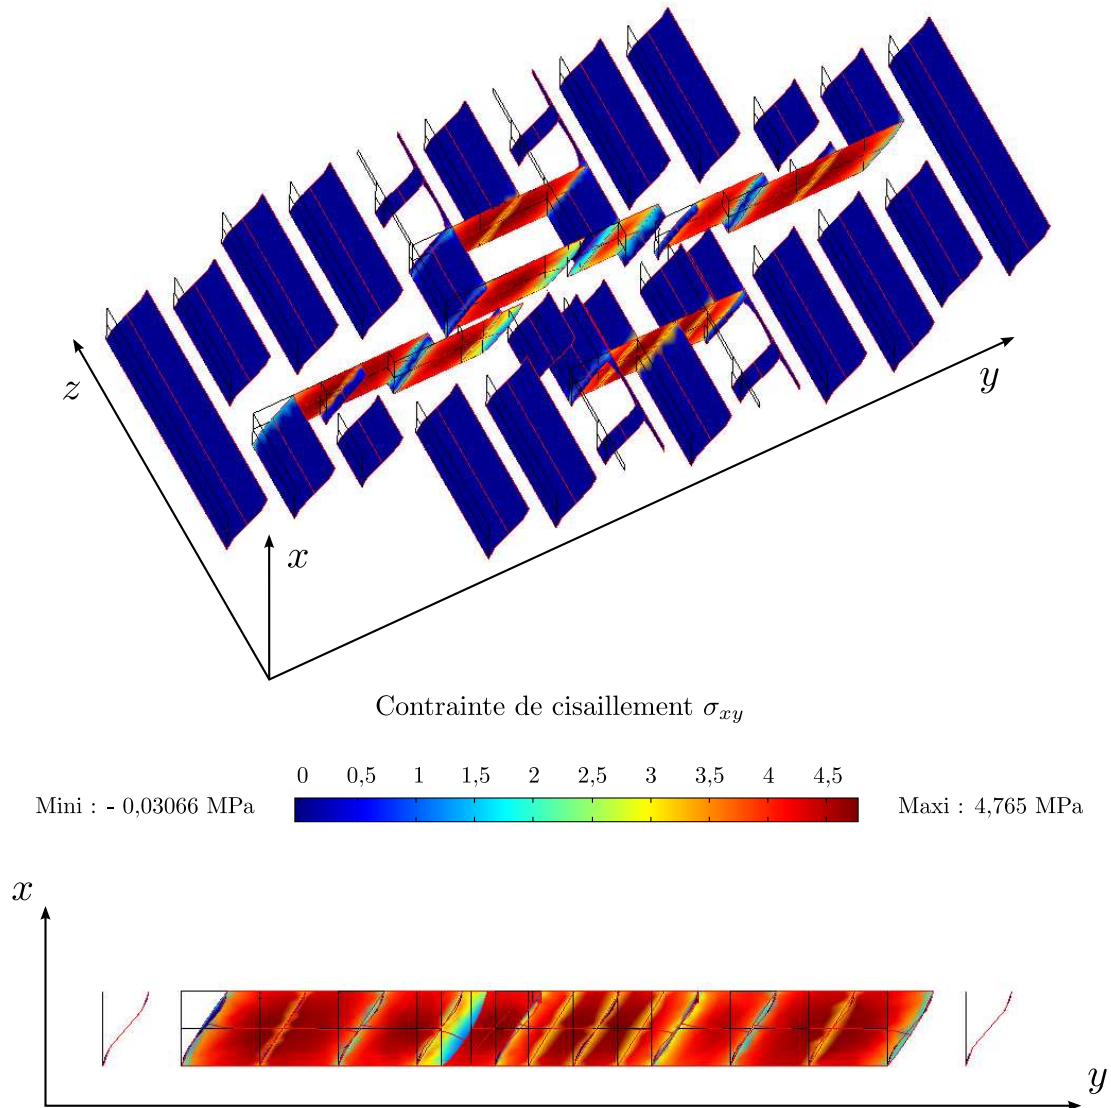 z
y
x
Contrainte de cisaillement σxy
0 0,5 1 1,5 2 2,5 3 3,5 4 4,5
Mini : - 0,03066 MPa
Maxi : 4,765 MPa
x
y